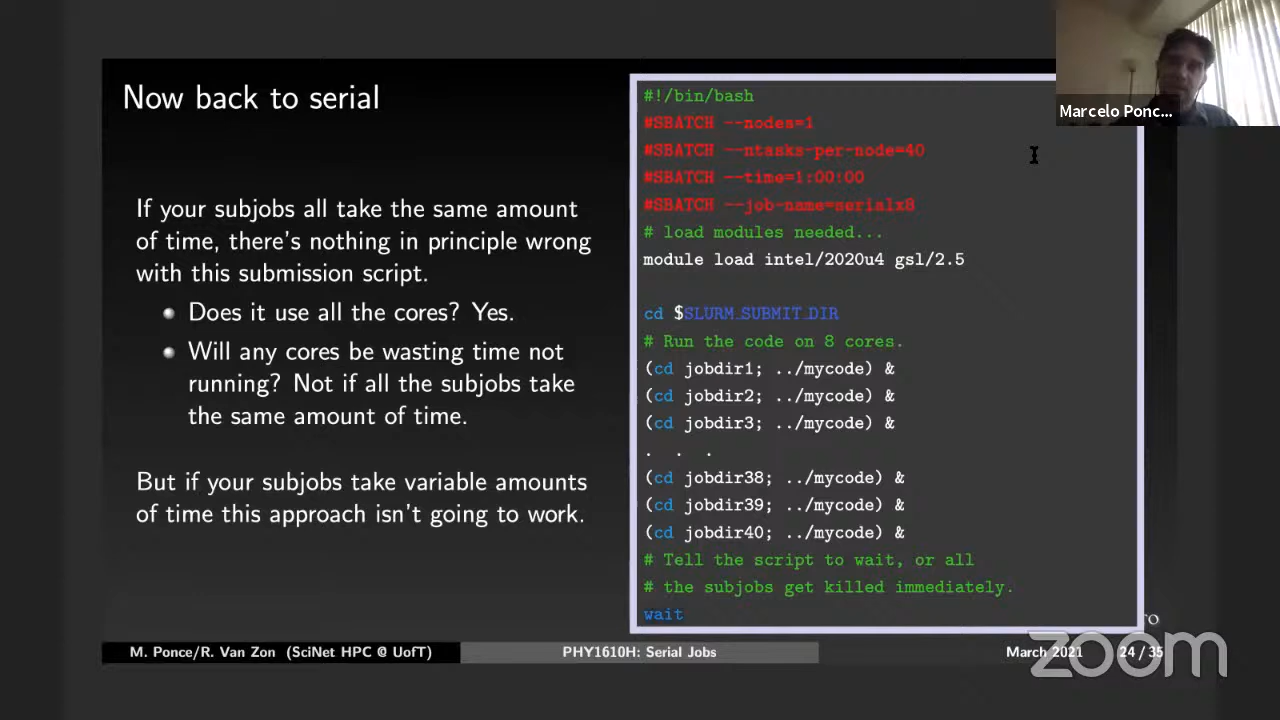 Now back to serial
If your subjobs all take the same amount
of time, there's nothing in principle wrong
with this submission script.
Does it use all the cores? Yes.
Will any cores be wasting time not
running? Not if all the subjobs take
the same amount of time.
But if your subjobs take variable amounts
of time this approach isn't going to work.
#!/bin/bash
#SBATCH --nodes=1
#SBATCH --ntasks-per-node=40
#SBATCH --time=1:00:00
#SBATCH --job-name=serialx8
# load modules needed...
module load intel/2020u4 gsl/2.5
cd $SLURM_SUBMIT_DIR
# Run the code on 8 cores.
(cd jobdir1; ../mycode) &
(cd jobdir2; ../mycode) &
(cd jobdir3; ../mycode) &
. . .
(cd jobdir38; ../mycode) &
(cd jobdir39; ../mycode) &
(cd jobdir40; ../mycode) &
# Tell the script to wait, or all
# the subjobs get killed immediately.
wait
Marcelo Ponc...
M. Ponce/R. Van Zon (SciNet HPC @ UofT)
PHY1610H: Serial Jobs
March 2021
24 / 35
zoom